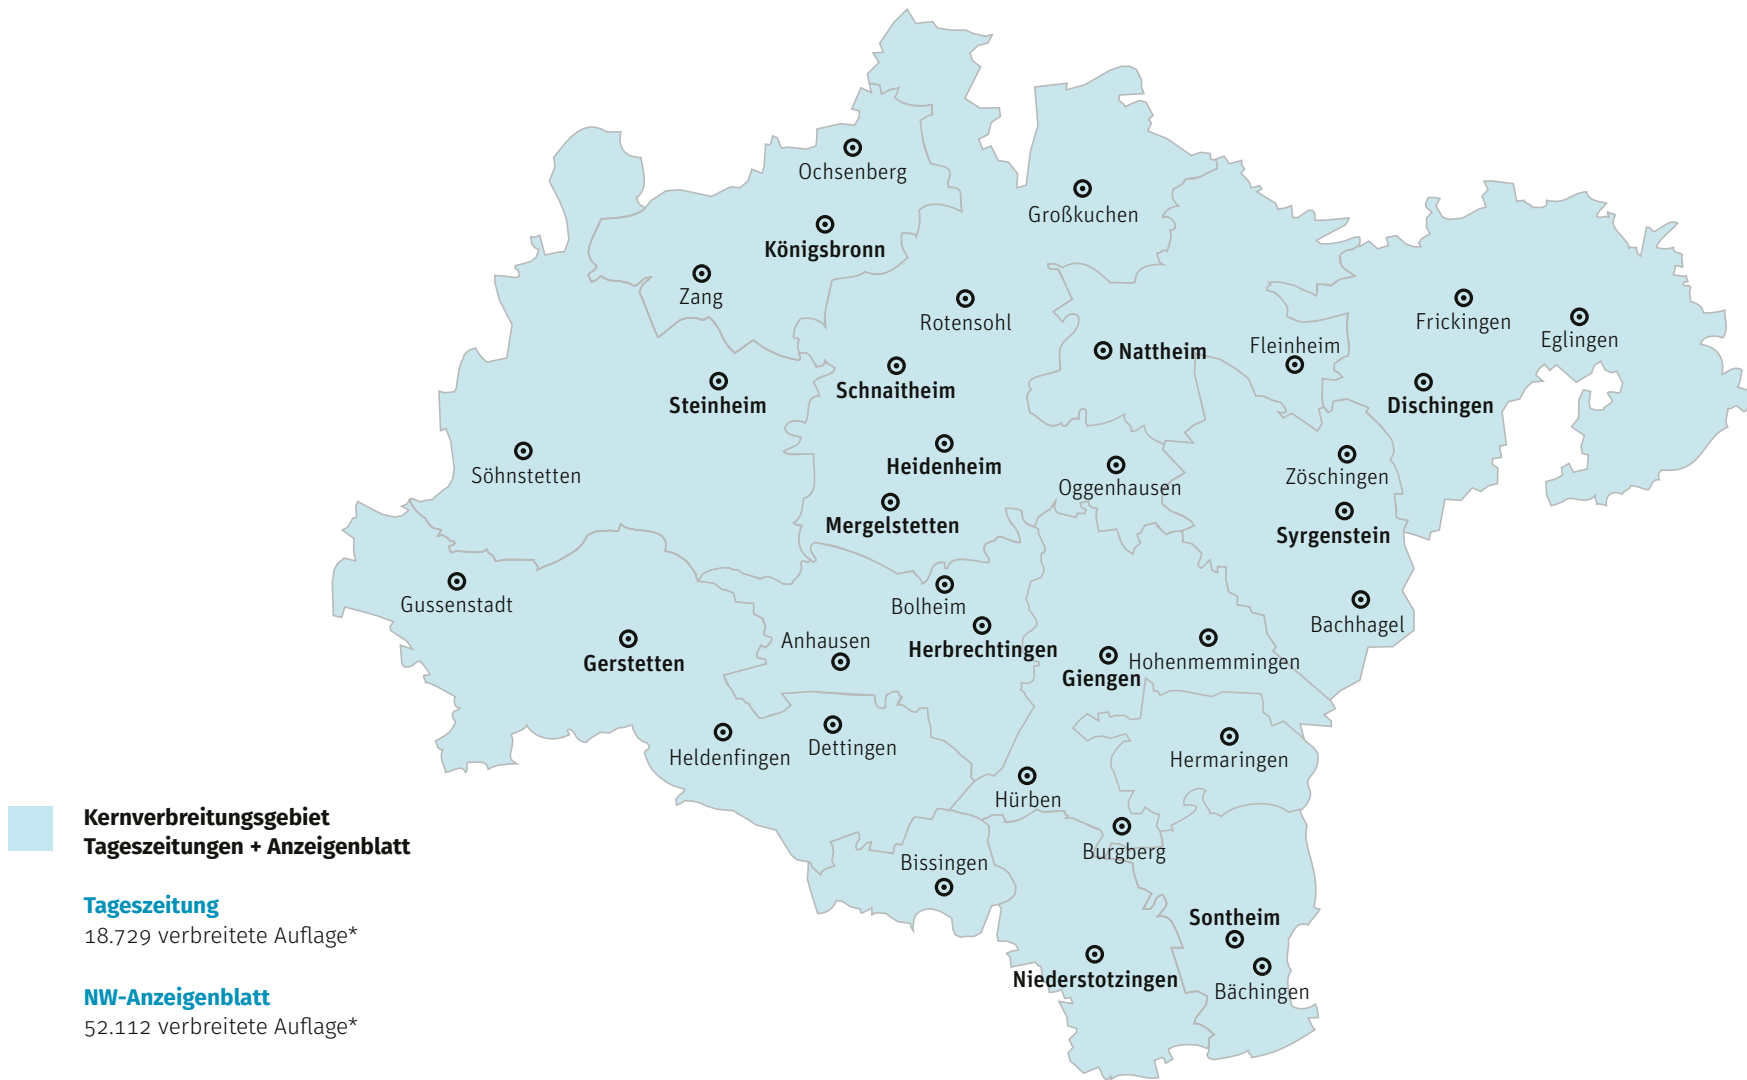 Ochsenberg
Großkuchen
Königsbronn
Zang
Rotensohl
Frickingen
Eglingen
Nattheim
Fleinheim
Schnaitheim
Steinheim
Dischingen
Heidenheim
Söhnstetten
Oggenhausen
Zöschingen
Mergelstetten
Syrgenstein
Gussenstadt
Bolheim
Bachhagel
Anhausen
Herbrechtingen
Gerstetten
Hohenmemmingen
Giengen
Dettingen
Heldenfingen
Hermaringen
Hürben
Burgberg
Bissingen
Sontheim
Niederstotzingen
Bächingen
Kernverbreitungsgebiet
Tageszeitungen + Anzeigenblatt
Tageszeitung
18.729 verbreitete Auflage*
NW-Anzeigenblatt
52.112 verbreitete Auflage*